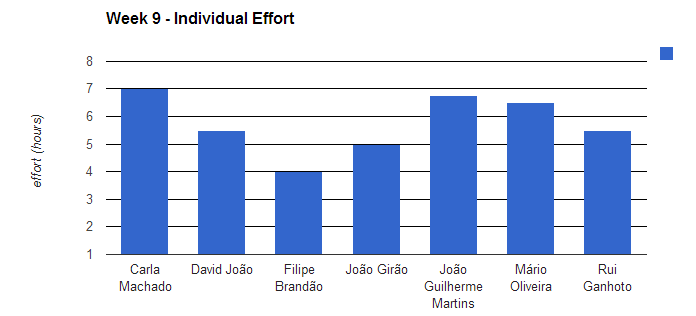 Week 9 - Individual Effort
effort (hours)
8
7
6
5
4
3
2
1
Carla
Machado
David João
Filipe
Brandão
João Girão
João
Guilherme
Martins
Mário
Oliveira
Rui
Ganhoto